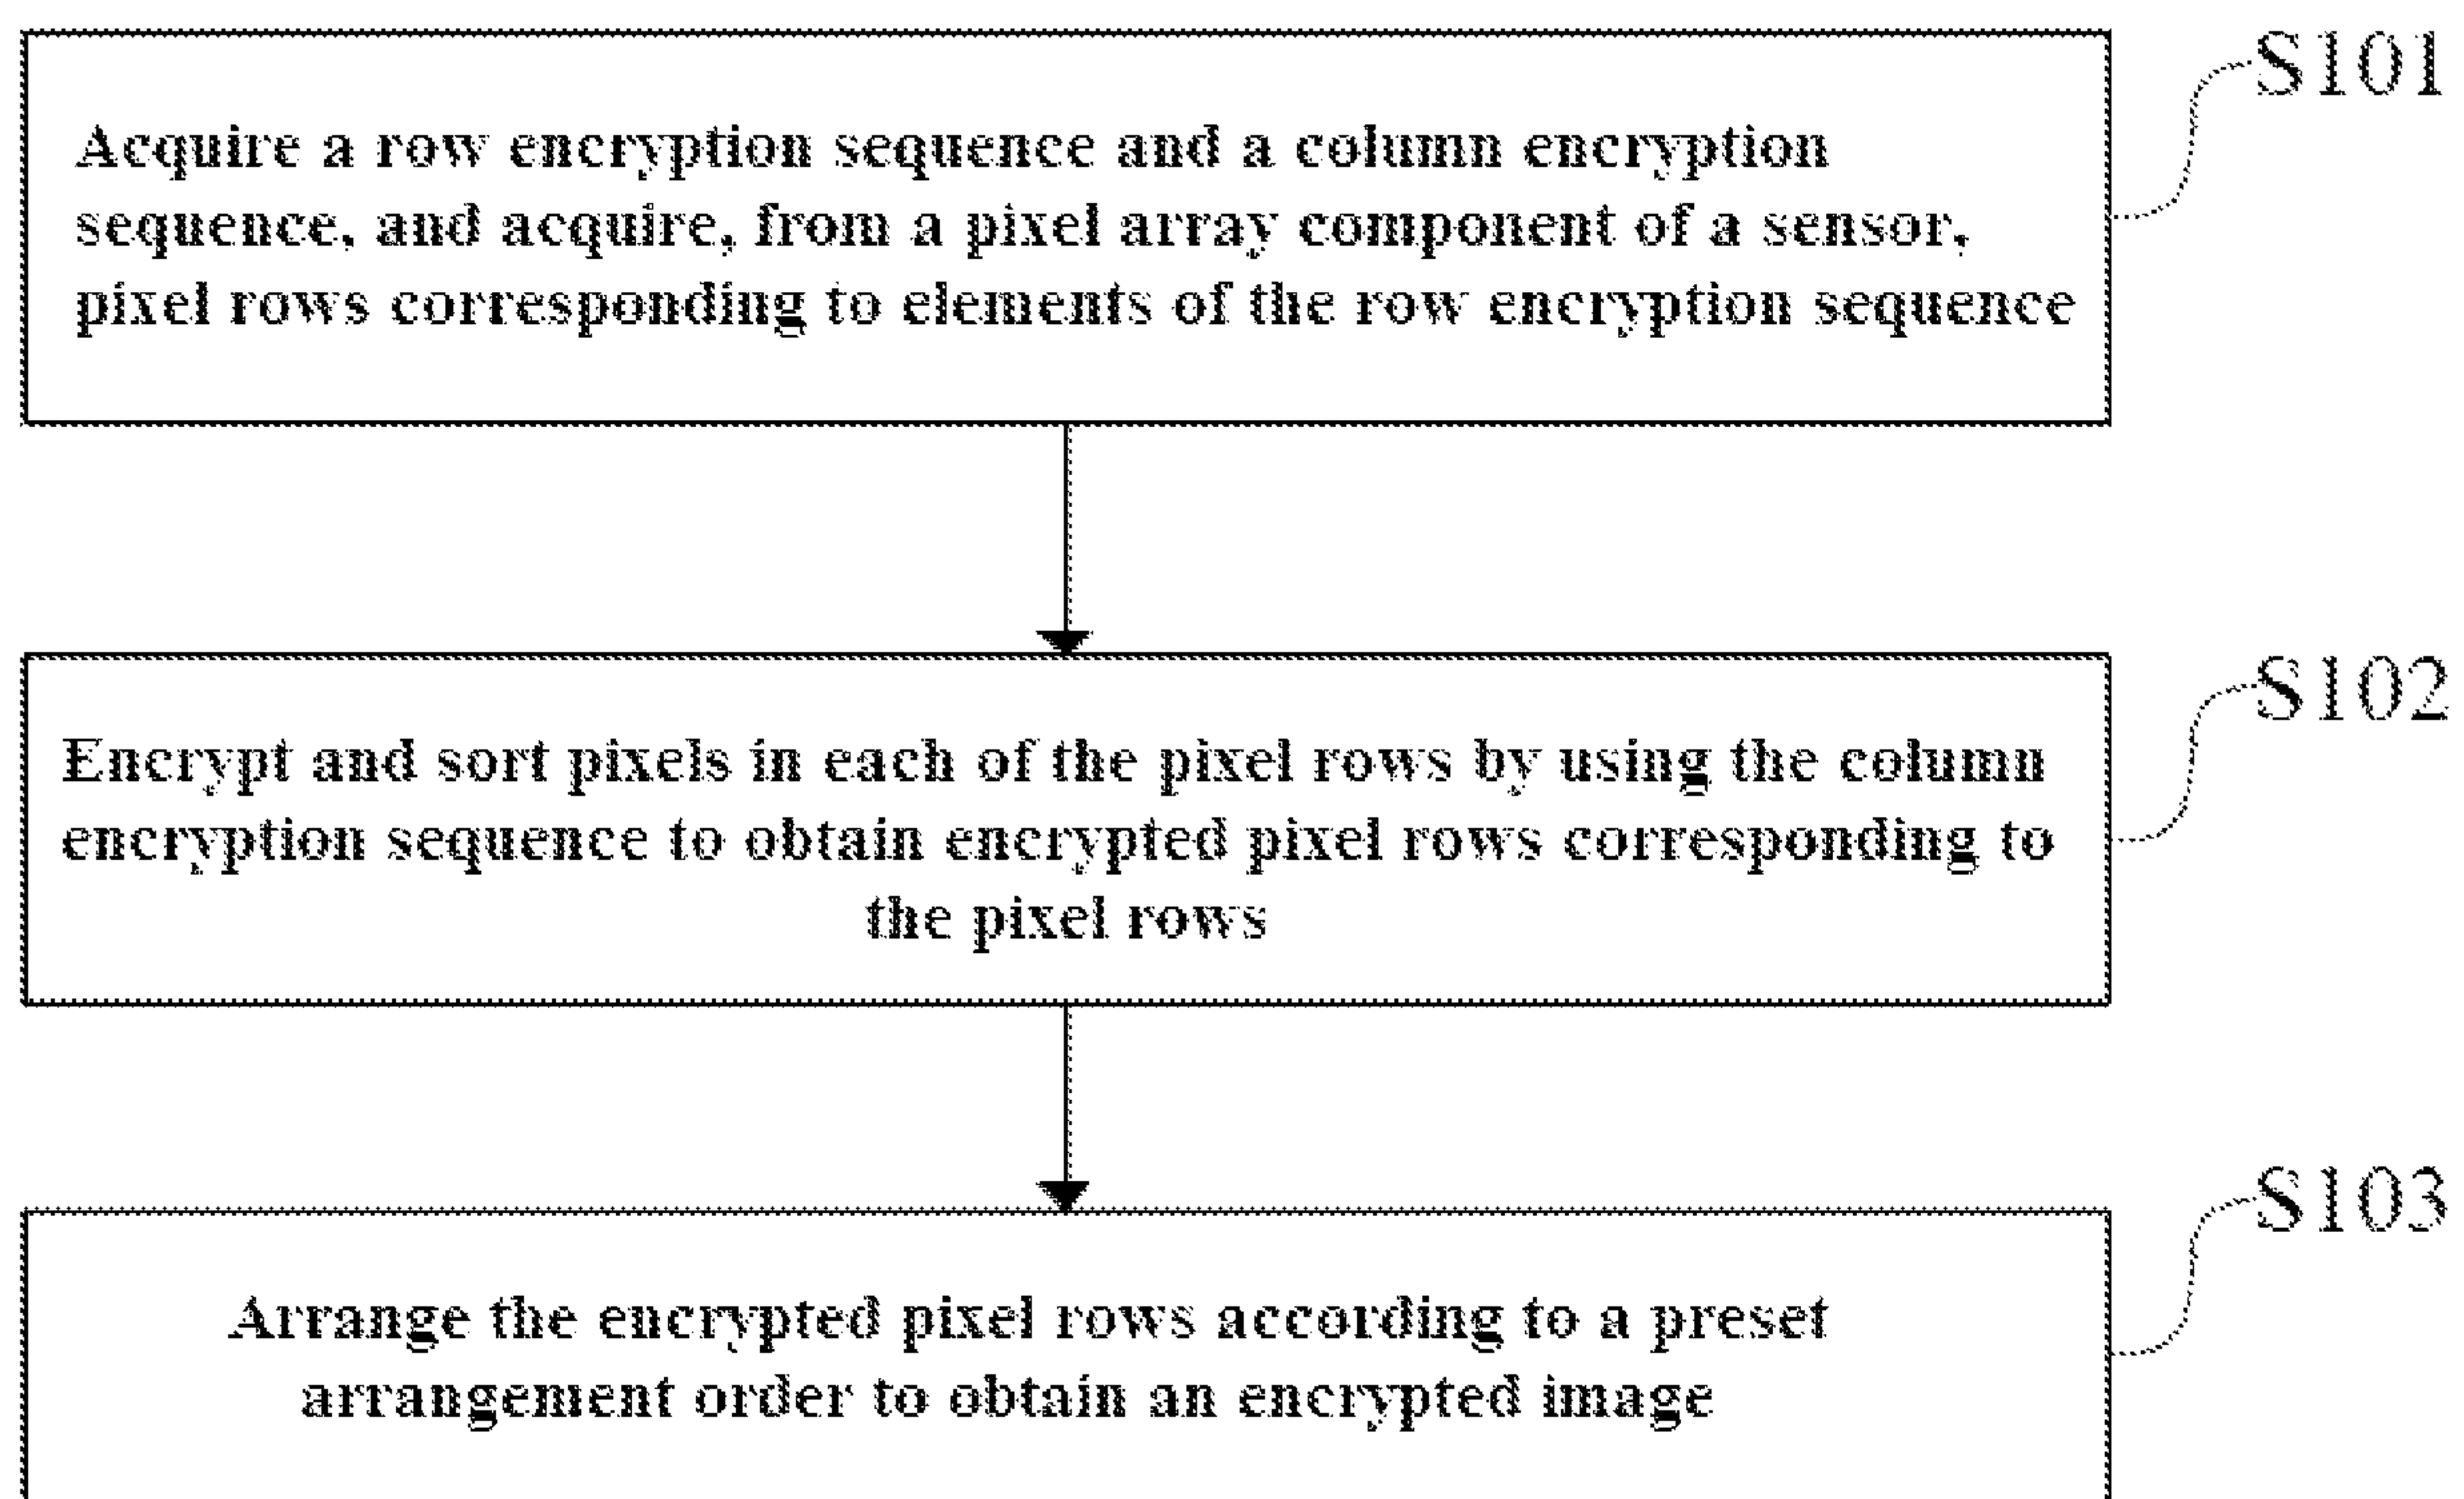 S101
Acquire a row encryption sequence and a column encryption
sequence, and acquire, from a pixel array component of a sensor,
pixel rows corresponding to elements of the row encryption sequence
S102
Encrypt and sort pixels in each of the pixel rows by using the column
encryption sequence to obtain encrypted pixel rows corresponding to
the pixel rows
S103
Arrange the encrypted pixel rows according to a preset
arrangement order to obtain an encrypted image